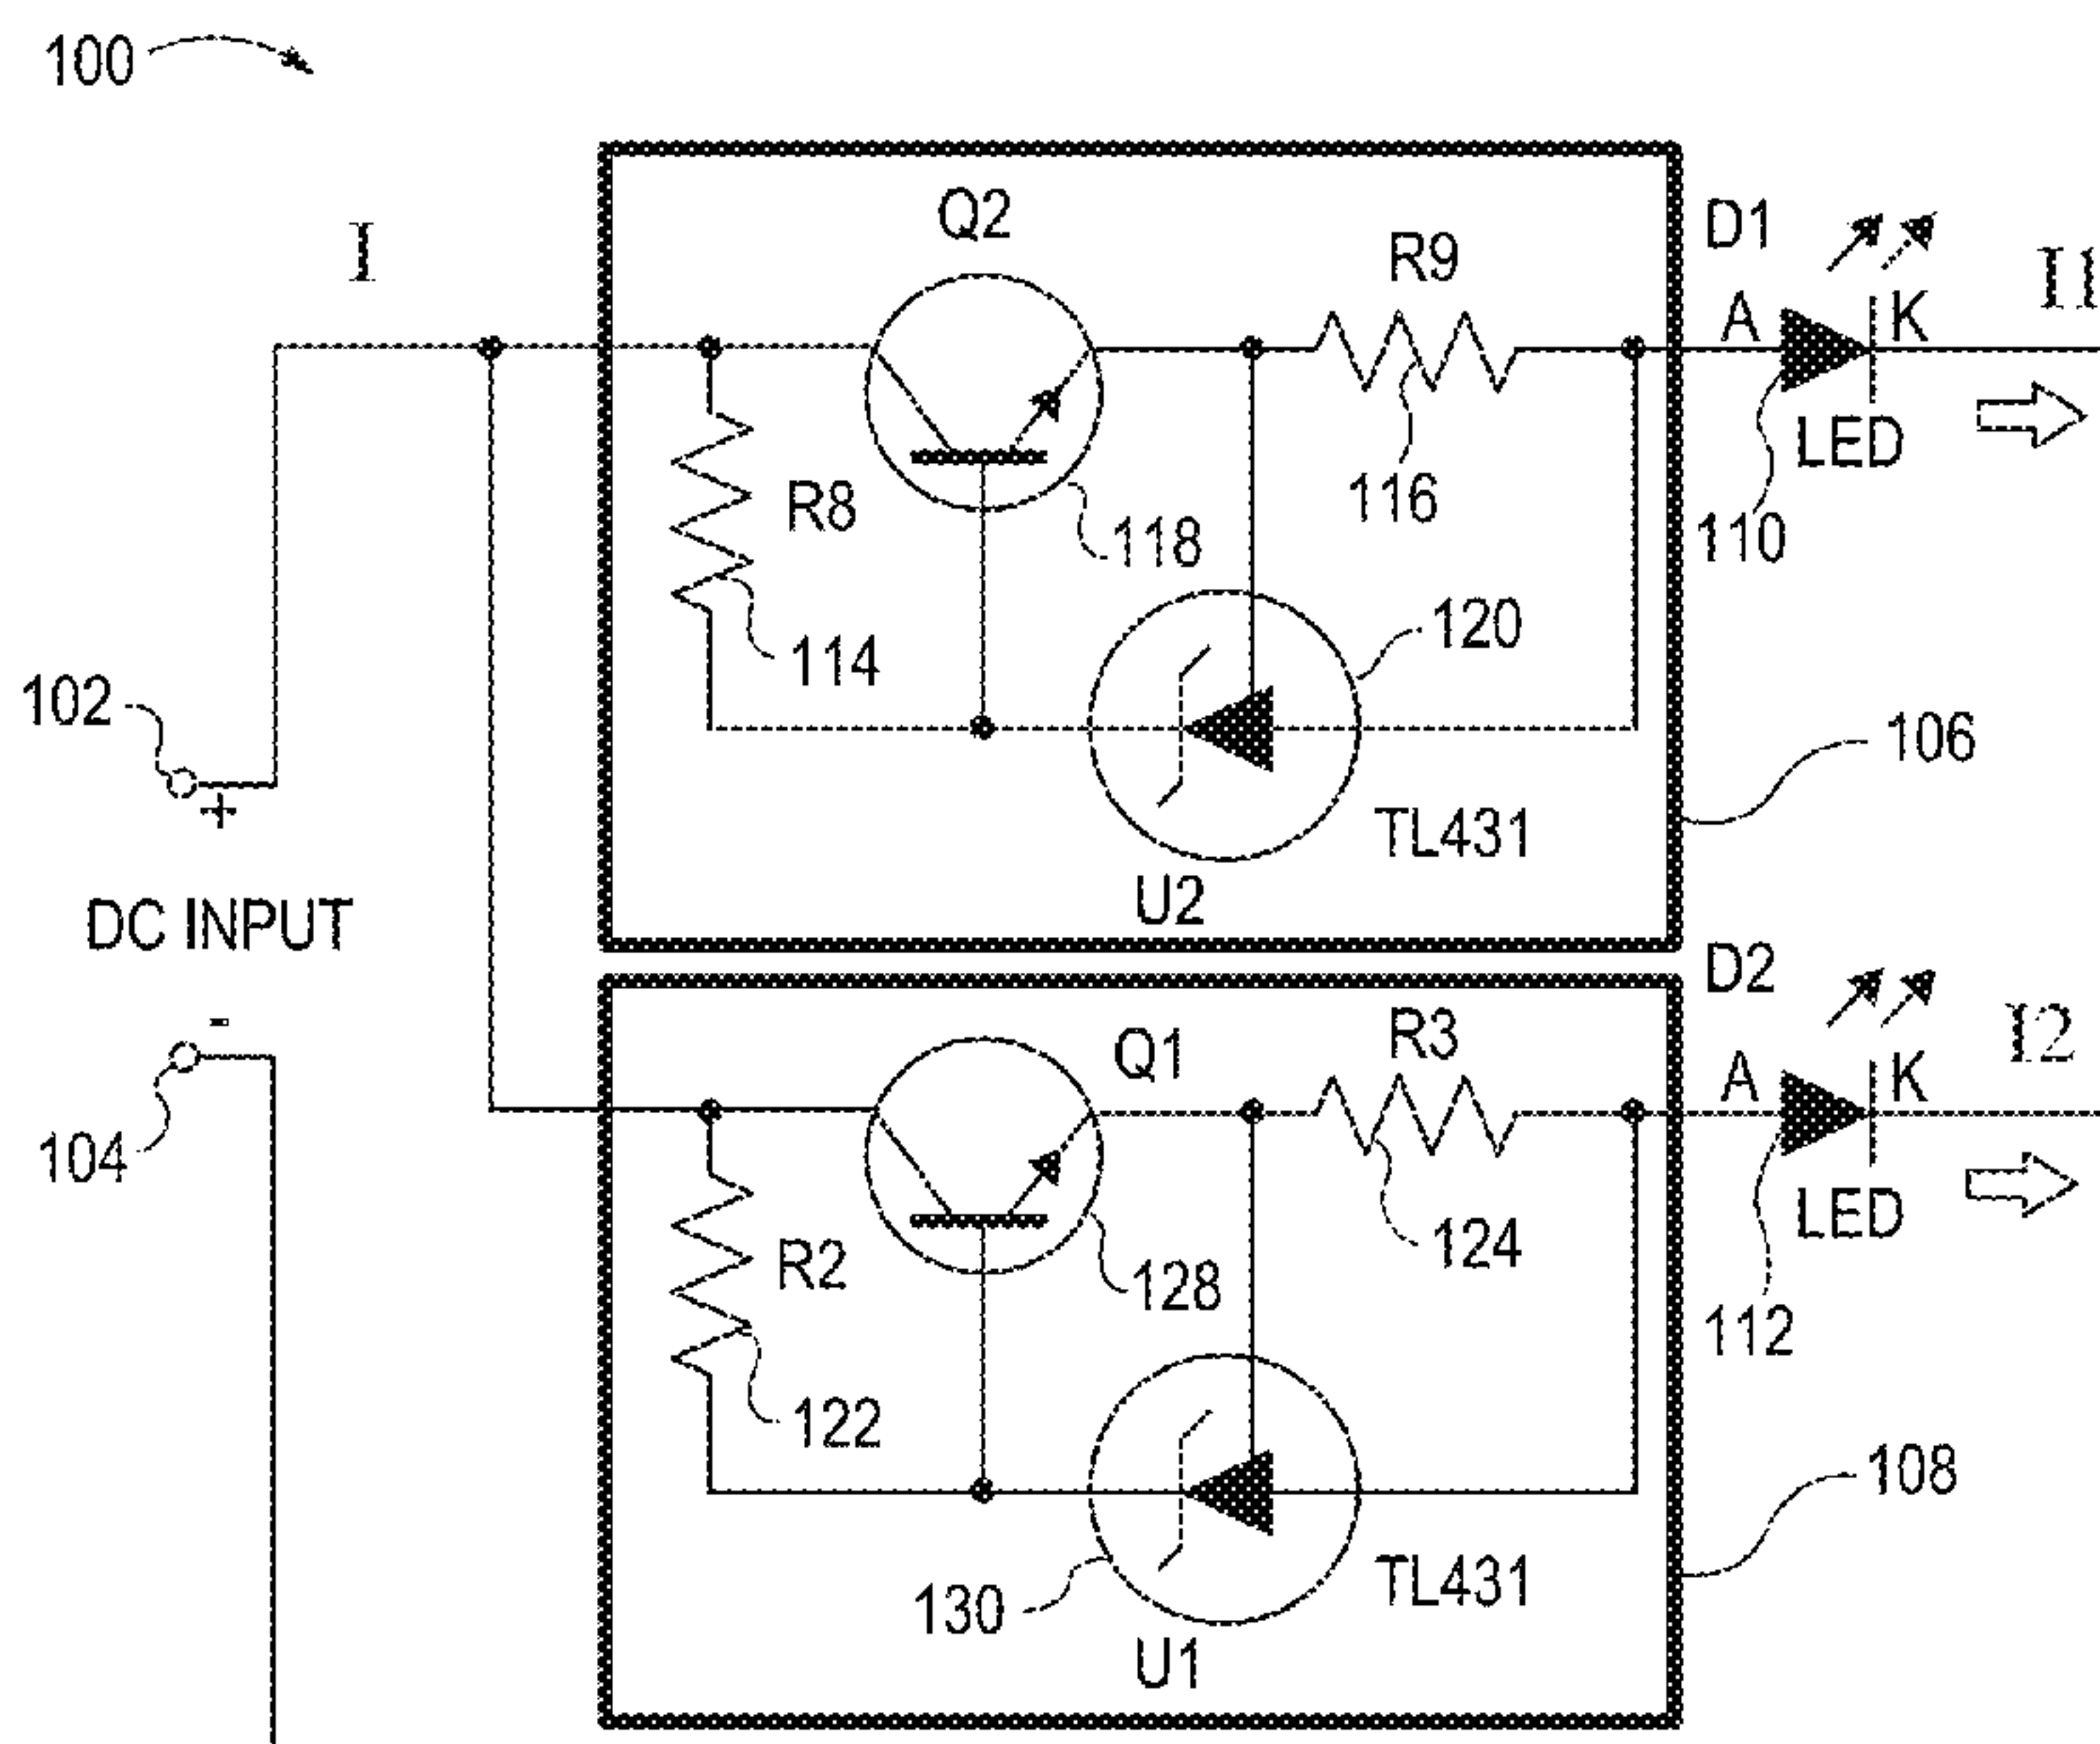 100
I
Q2
R9
D1
I1
A
K
LED
R8
118
116
110
114
120
102
+
106
TL431
U2
DC INPUT
-
D2
Q1
R3
I2
A
K
104
LED
R2
128
124
112
122
108
130
TL431
U1